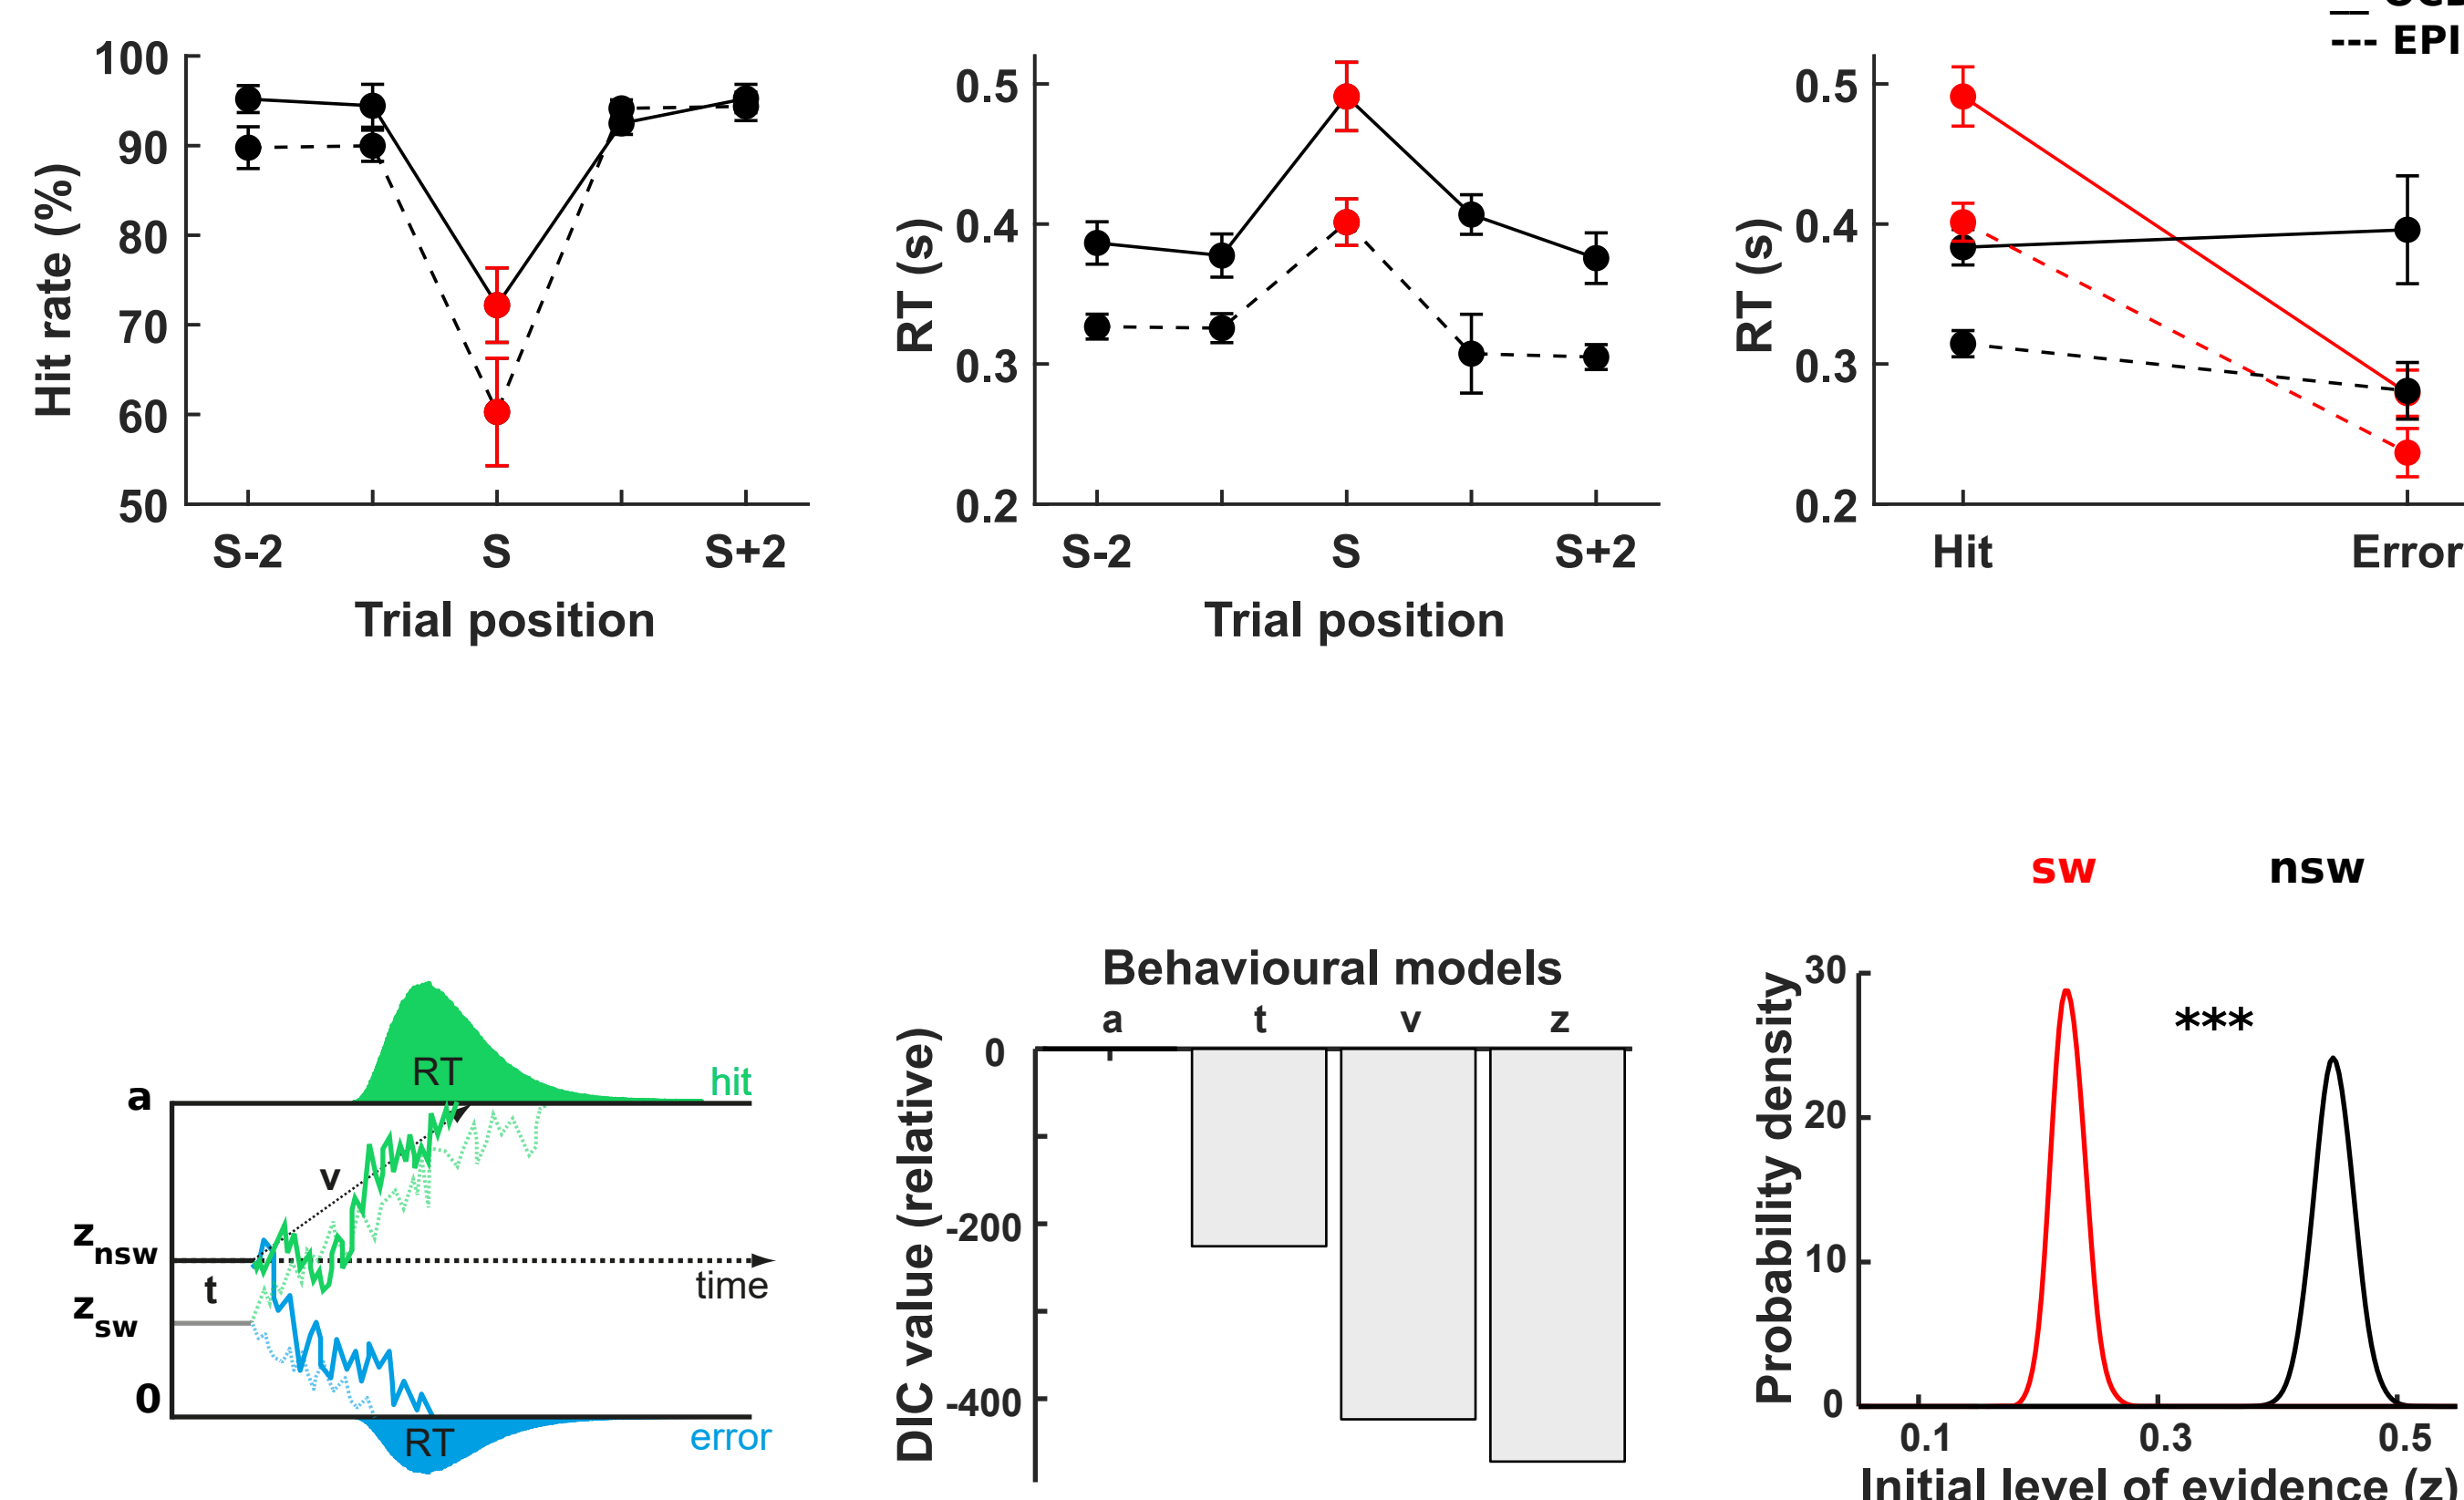 --- EPI
100
90
80
70
60
50
Hit rate (%)
S-2 S S+2
Trial position
0.5
0.4
0.3
0.2
RT (s)
S-2 S S+2
Trial position
0.5
0.4
0.3
0.2
RT (s)
Hit Error
RT
hit
a
v
z nsw
t
time
z sw
0
RT
error
Behavioural models
a t v z
0
-200
-400
DIC value (relative)
sw nsw
***
30
20
10
0
Probability density
0.1 0.3 0.5
Initial level of evidence (z)